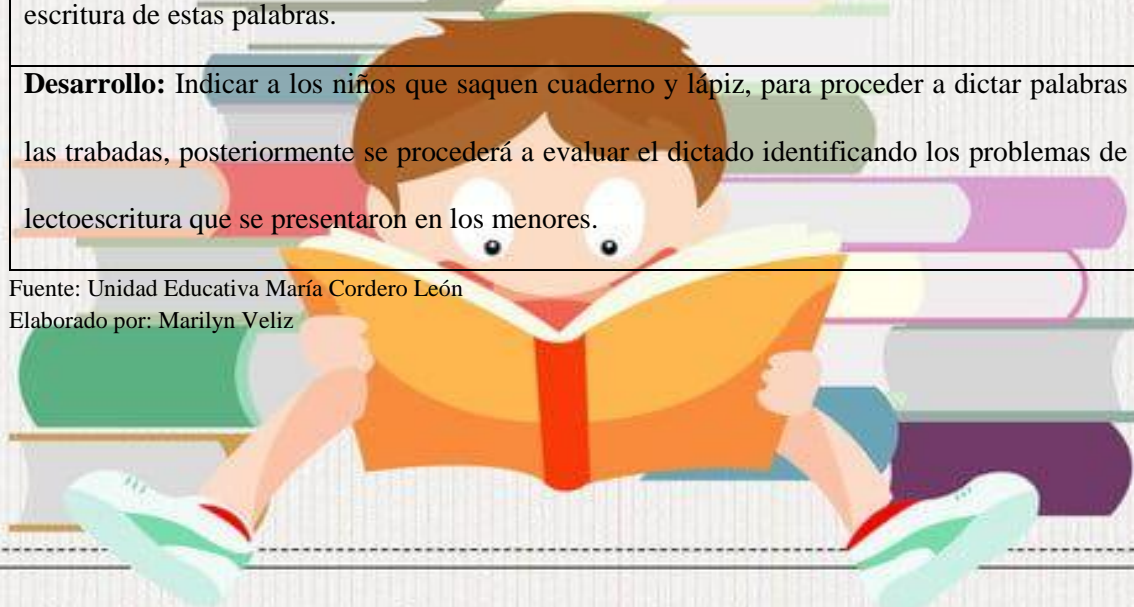 escritura de estas palabras.
Desarrollo: Indicar a los niños que saquen cuaderno y lápiz, para proceder a dictar palabras
las trabadas, posteriormente se procederá a evaluar el dictado identificando los problemas de
lectoescritura que se presentaron en los menores.
Fuente: Unidad Educativa María Cordero León
Elaborado por: Marilyn Veliz